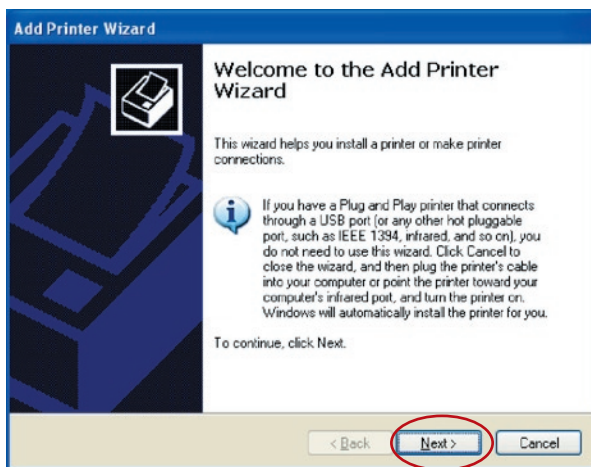 Add Printer Wizard
Welcome to the Add Printer
Wizard
This wizard helps you install a printer or make printer
connections.
If you have a Plug and Play printer that connects
through a USB port (or any other hot pluggable
port, such as IEEE 1394, infrared, and so on), you
do not need to use this wizard. Click Cancel to
close the wizard, and then plug the printer's cable
into your computer or point the printer toward your
computer's infrared port, and turn the printer on.
Windows will automatically install the printer for you.
To continue, click Next.
< Back
Next >
Cancel